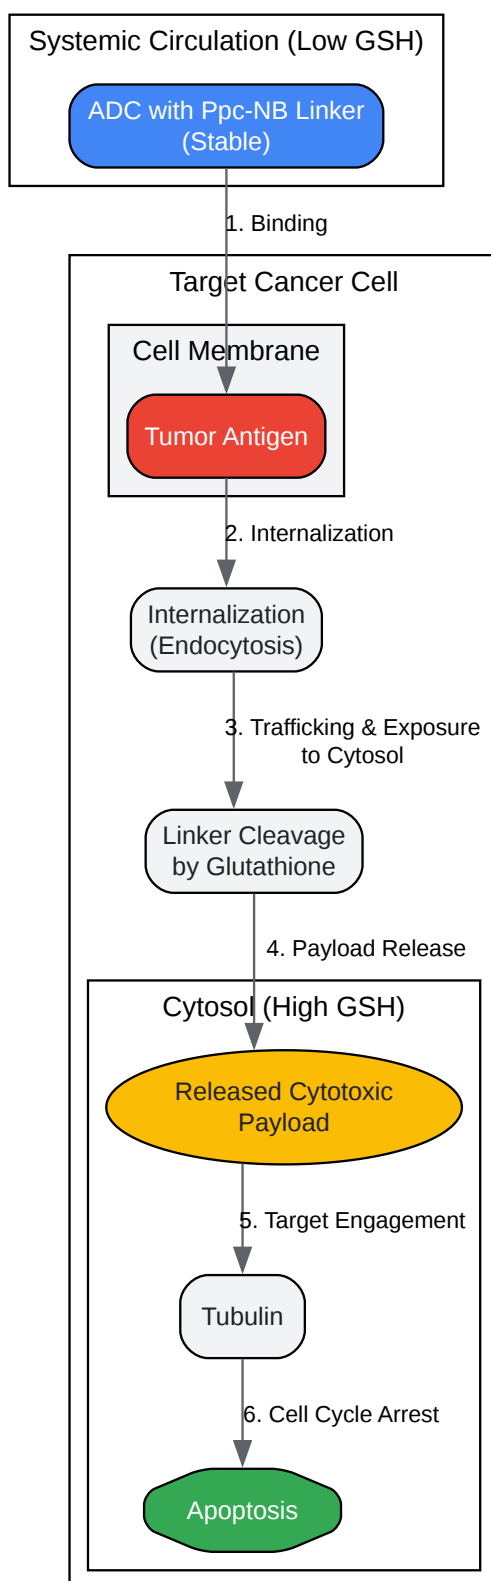 Systemic Circulation (Low GSH)
ADC with Ppc-NB Linker
(Stable)
1. Binding
Target Cancer Cell
Cell Membrane
Tumor Antigen
2. Internalization
Internalization
(Endocytosis)
3. Trafficking & Exposure
to Cytosol
Linker Cleavage
by Glutathione
4. Payload Release
Cytosol (High GSH)
Released Cytotoxic
Payload
5. Target Engagement
Tubulin
6. Cell Cycle Arrest
Apoptosis